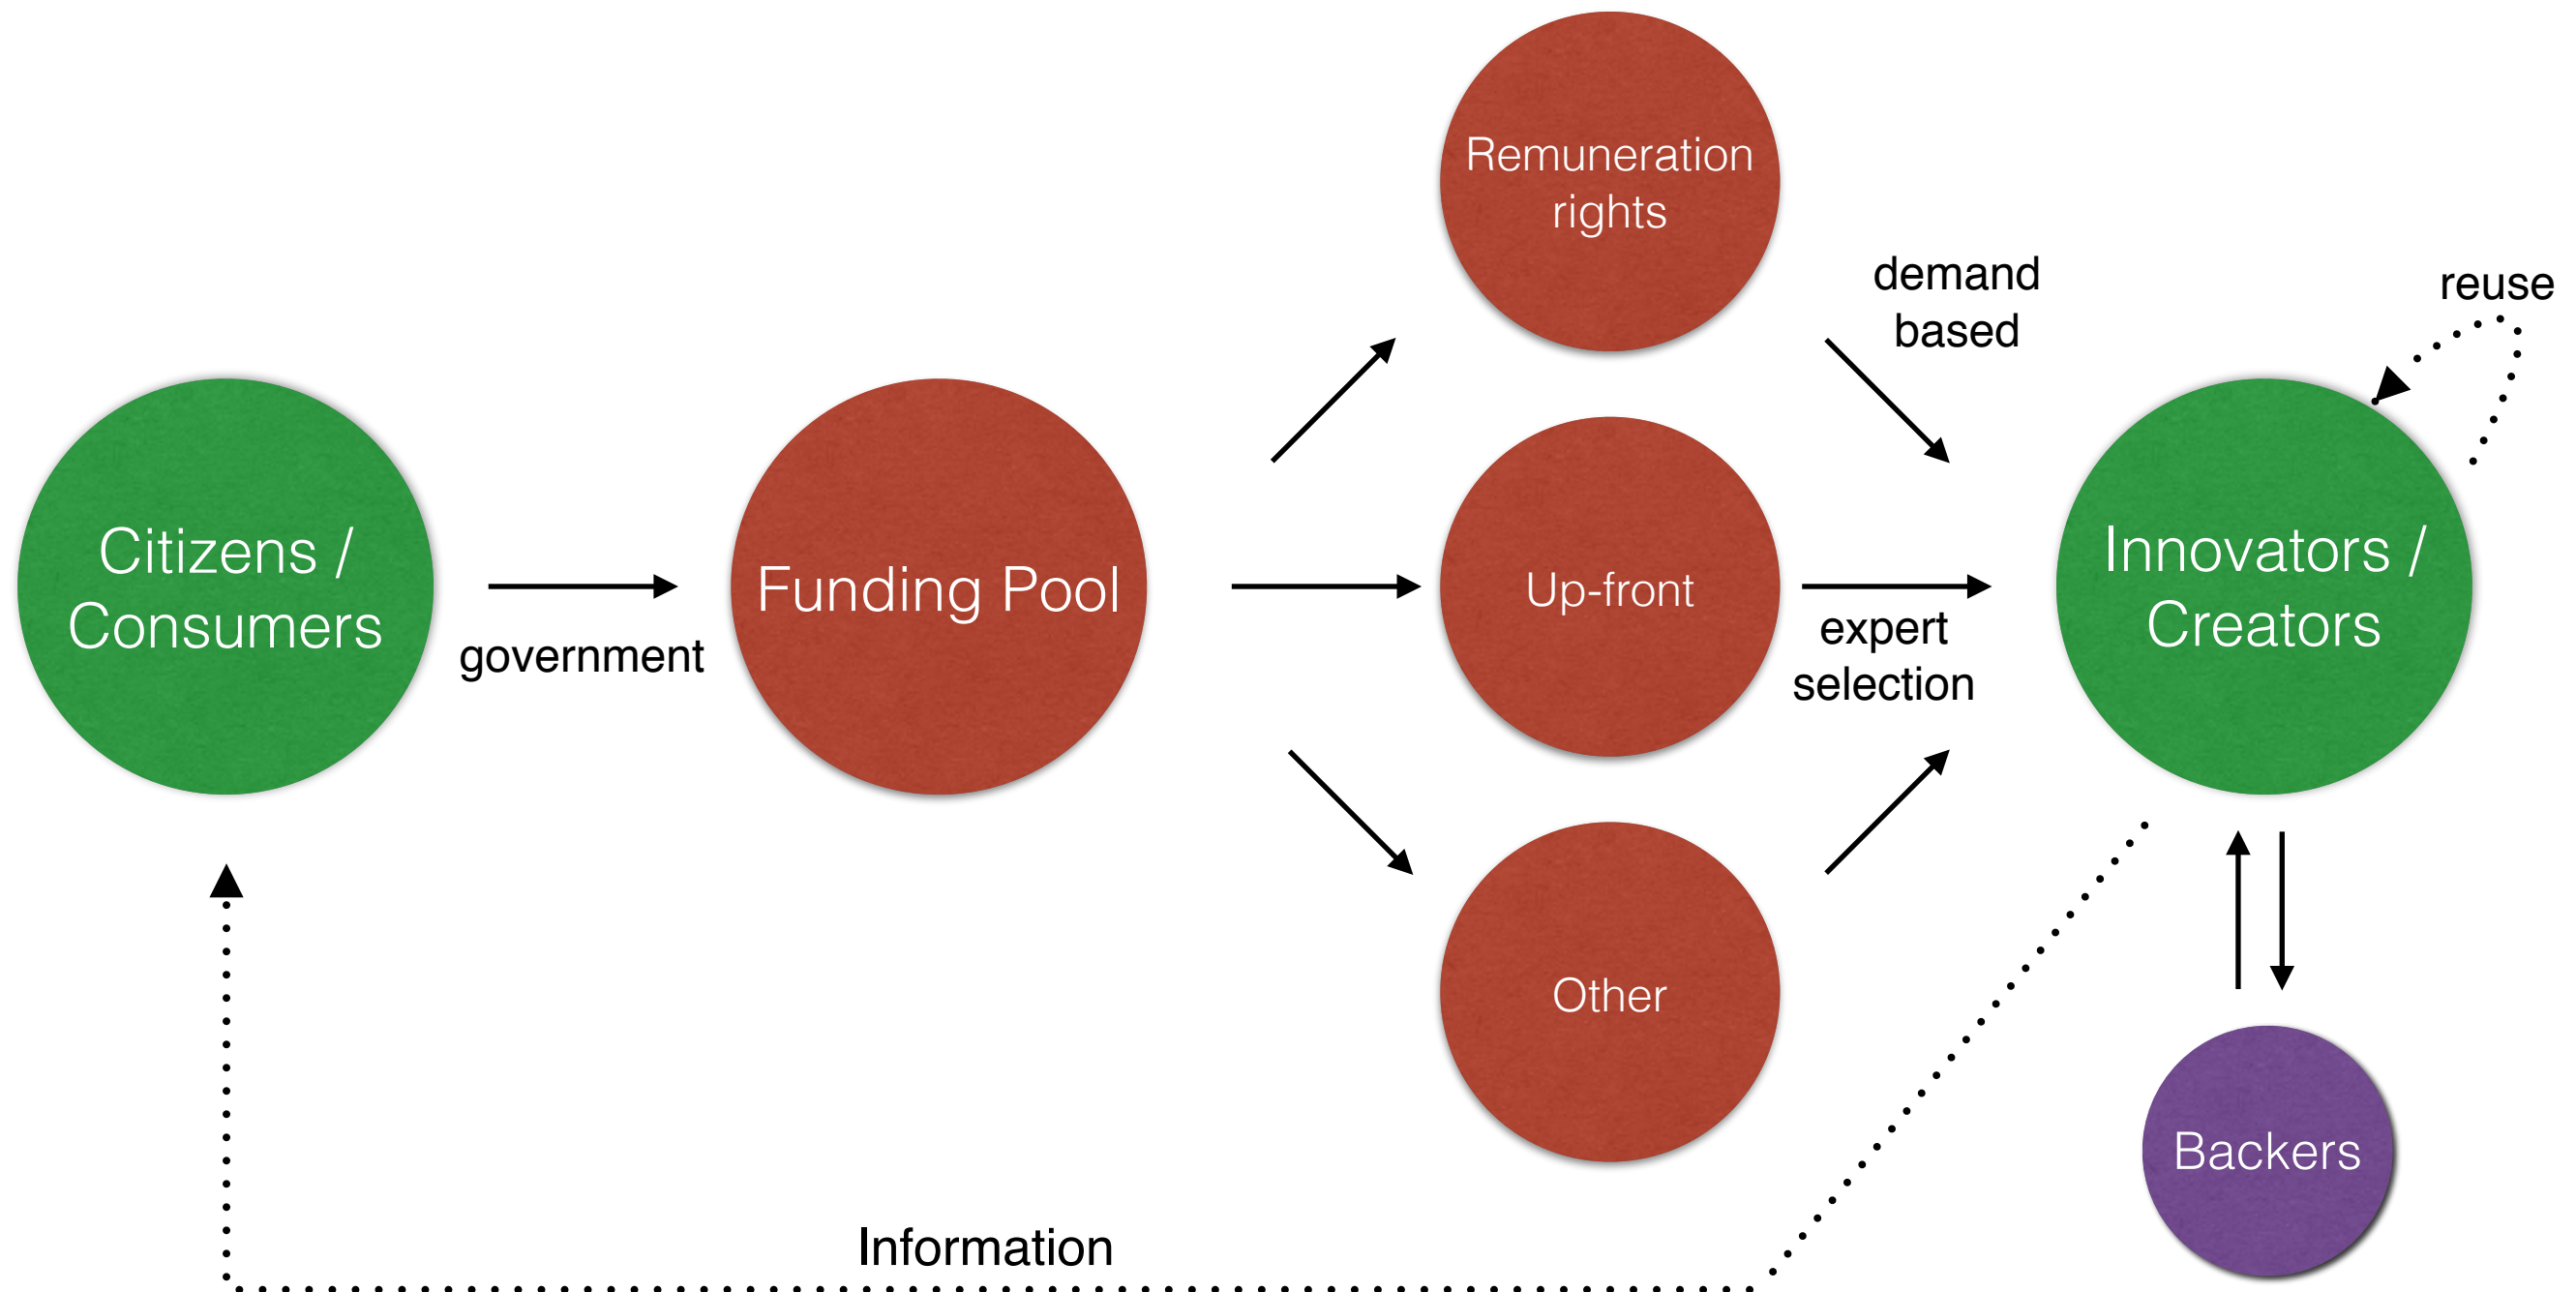 Remuneration
rights
demand
based
reuse
Citizens /
Consumers
government
Funding Pool
Up-front
expert
selection
Innovators /
Creators
Other
Backers
Information